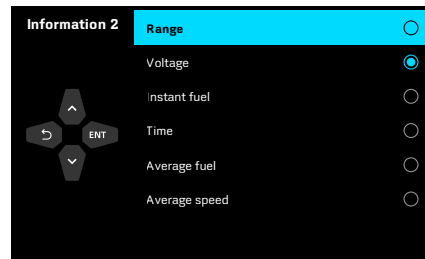 Information 2
Range
Voltage
Instant fuel
ENT
Time
Average fuel
Average speed